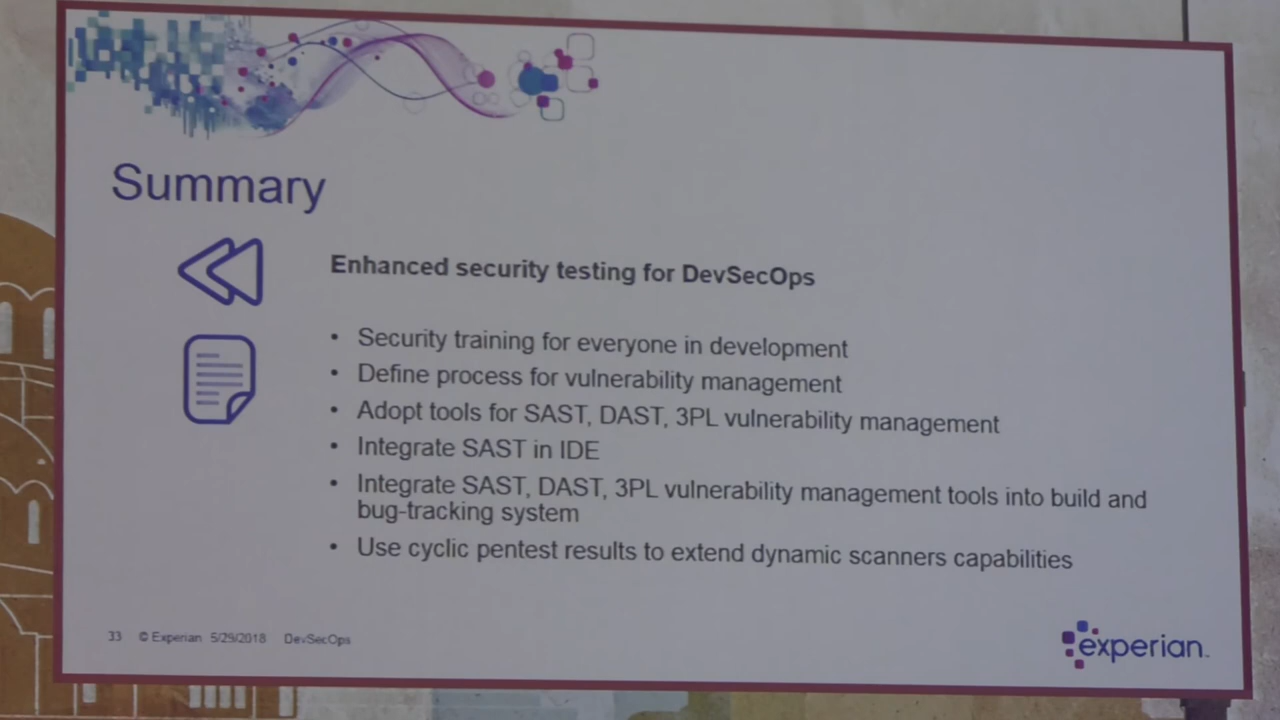 Summary
Enhanced security testing for DevSecOps
• Security training for everyone in development
• Define process for vulnerability management
• Adopt tools for SAST, DAST, 3PL vulnerability management
• Integrate SAST in IDE
• Integrate SAST, DAST, 3PL vulnerability management tools into build and
bug-tracking system
• Use cyclic pentest results to extend dynamic scanners capabilities
33 © Experian 5/29/2018 DevSecOps
experian™